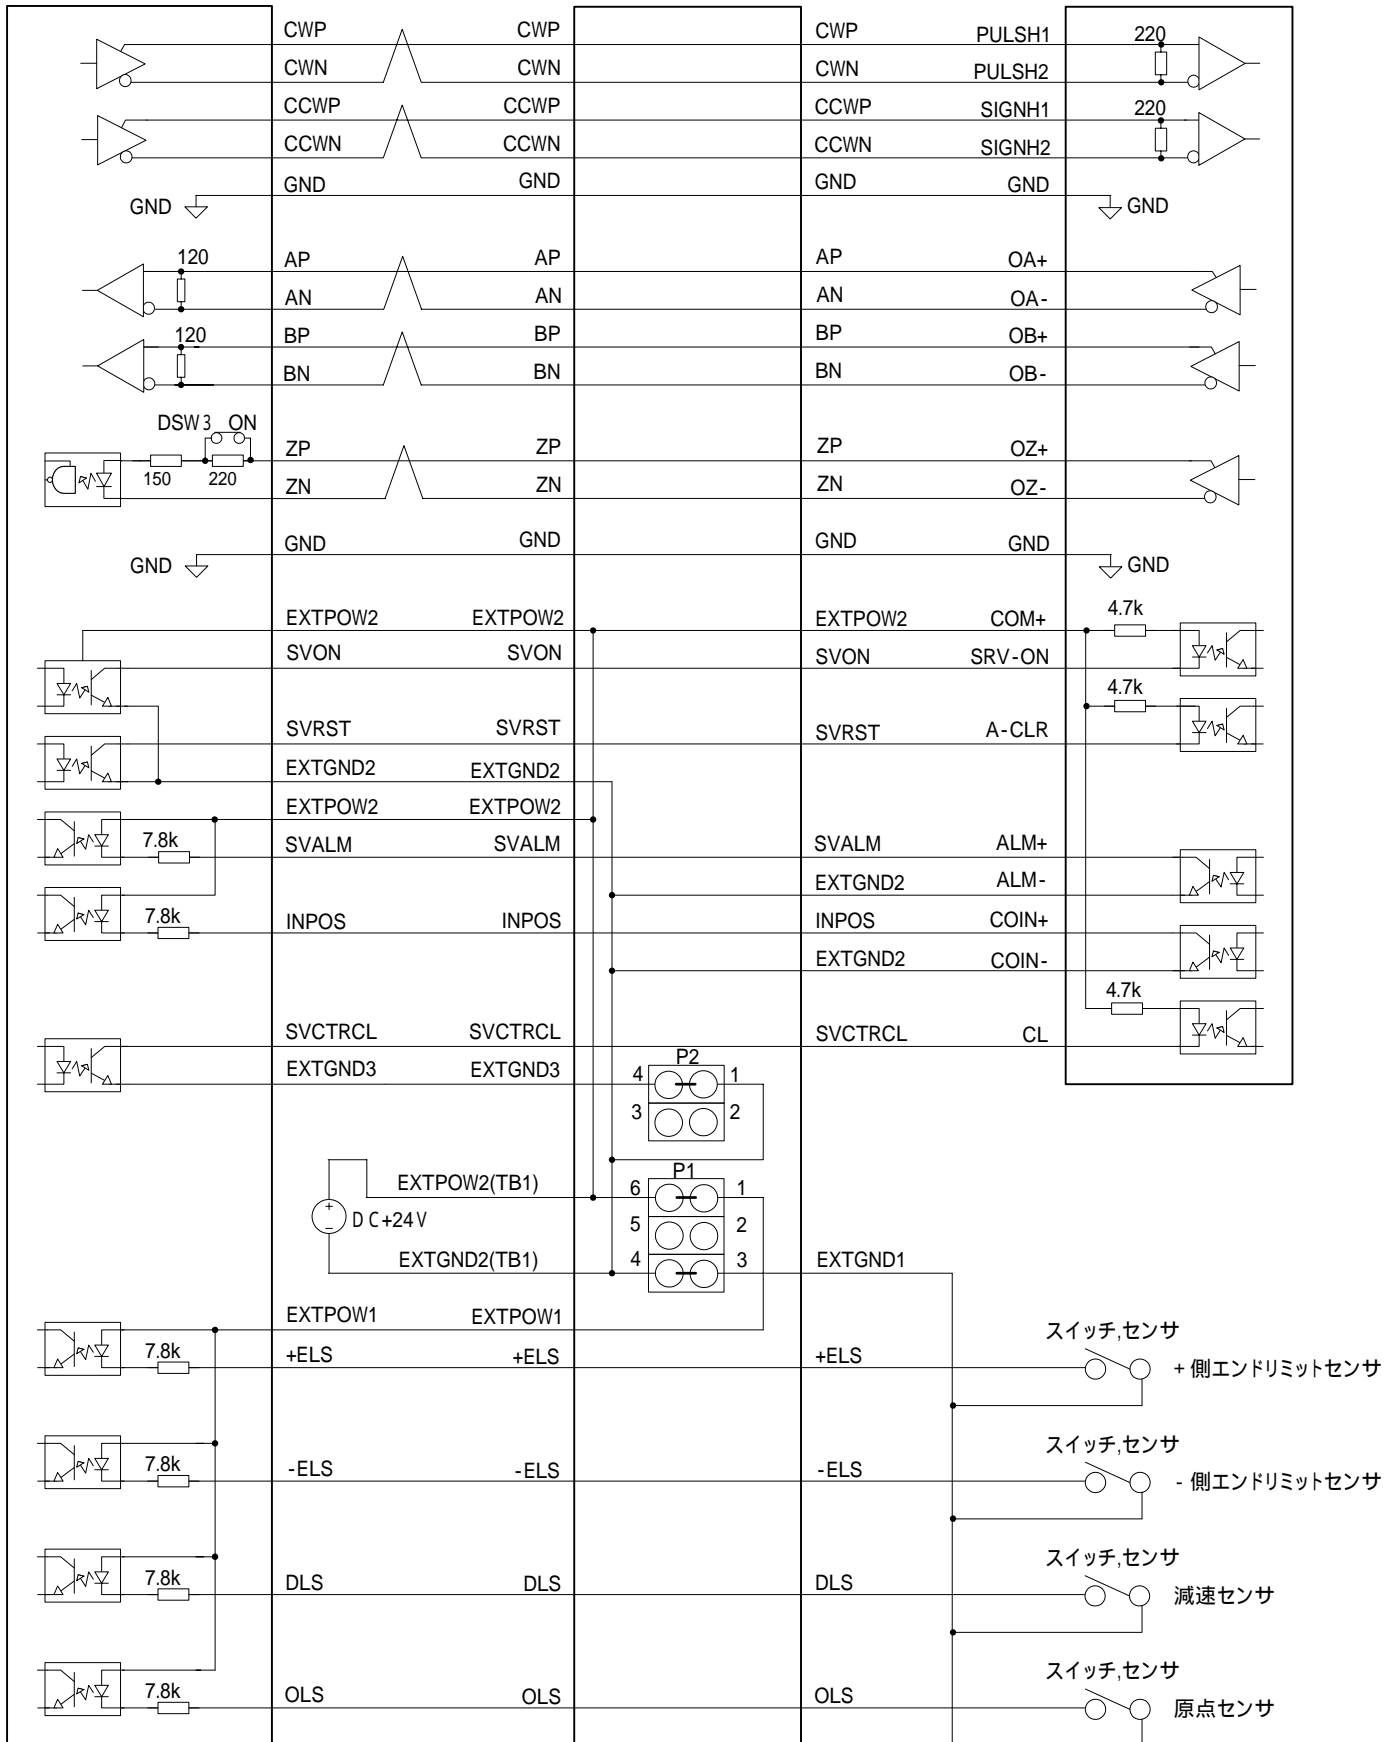 CWP CWP CWP PULSH1 220
CWN CWN CWN PULSH2
CCWP CCWP CCWP SIGNH1 220
CCWN CCWN CCWN SIGNH2
GND GND GND GND
GND GND
120 AP AP AP OA+
AN AN AN OA-
120 BP BP BP OB+
BN BN BN OB-
DSW3 ON
ZP ZP ZP OZ+
150 220
ZN ZN ZN OZ-
GND GND GND GND
GND GND
EXTPOW2 EXTPOW2 EXTPOW2 COM+ 4.7k
SVON SVON SVON SRV-ON
4.7k
SVRST SVRST SVRST A-CLR
EXTGND2 EXTGND2
EXTPOW2 EXTPOW2
7.8k SVALM SVALM SVALM ALM+
EXTGND2 ALM-
7.8k INPOS INPOS INPOS COIN+
EXTGND2 COIN-
4.7k
SVCTRCL SVCTRCL SVCTRCL CL
EXTGND3 EXTGND3
P2
4 1
3 2
P1
EXTPOW2(TB1) 6 1
+
-
DC+24V 5 2
EXTGND2(TB1) 4 3 EXTGND1
EXTPOW1 EXTPOW1
スイッチ,センサ
7.8k +ELS +ELS +ELS +側エンドリミットセンサ
スイッチ,センサ
7.8k -ELS -ELS -ELS -側エンドリミットセンサ
スイッチ,センサ
7.8k DLS DLS DLS 減速センサ
スイッチ,センサ
7.8k OLS OLS OLS 原点センサ